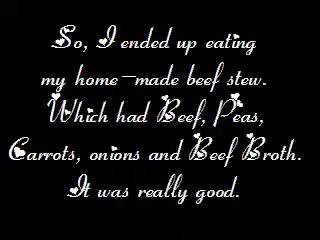 So, I ended up eating
my home-made beef stew.
Which had Beef, Peas,
Carrots, onions and Beef Broth.
It was really good.